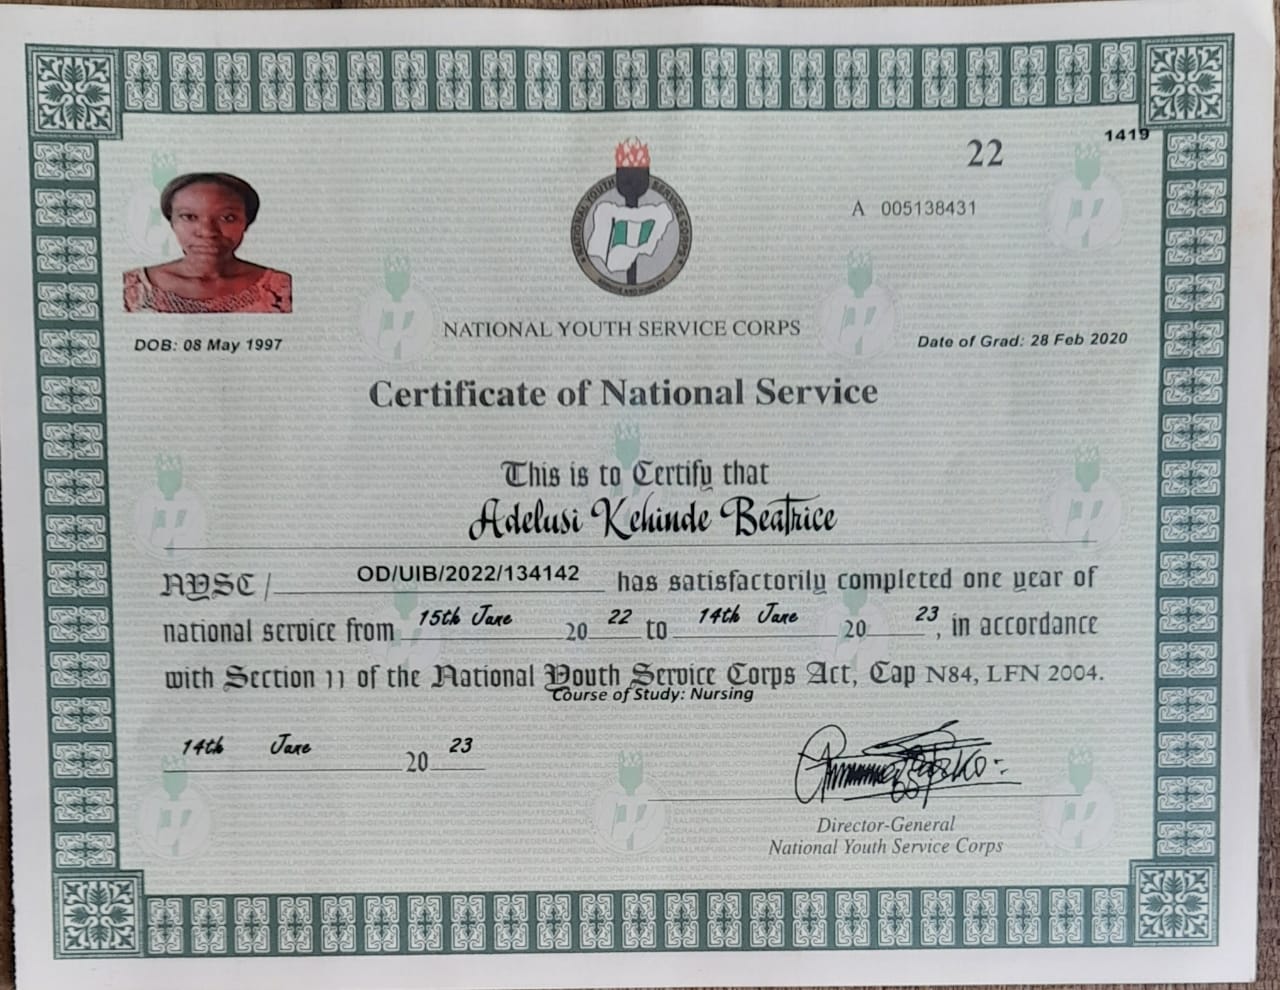 1419
22
A 005138431
NATIONAL YOUTH SERVICE CORPS
NATIONAL YOUTH SERVICE CORPS
DOB: 08 May 1997
Date of Grad: 28 Feb 2020
Certificate of National Service
This is to Certify that
Adelusi Kehinde Beatrice
NYSC/ OD/UIB/2022/134142 has satisfactorily completed one year of
national service from 15th June 20 22 to 14th June 20 23, in accordance
with Section 11 of the National Youth Service Corps Act, Cap N84, LFN 2004.
Course of Study: Nursing
14th June 20 23
Director-General
National Youth Service Corps